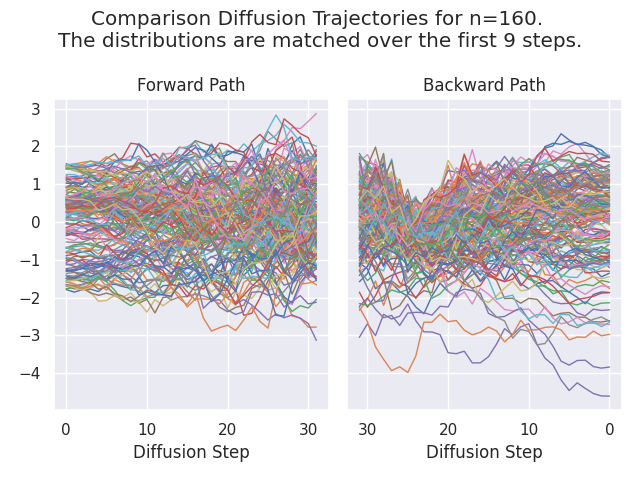 Comparison Diffusion Trajectories for n=160.
The distributions are matched over the first 9 steps.
Forward Path
Backward Path
3
2
1
0
−1
−2
−3
−4
0 10 20 30
30 20 10 0
Diffusion Step
Diffusion Step